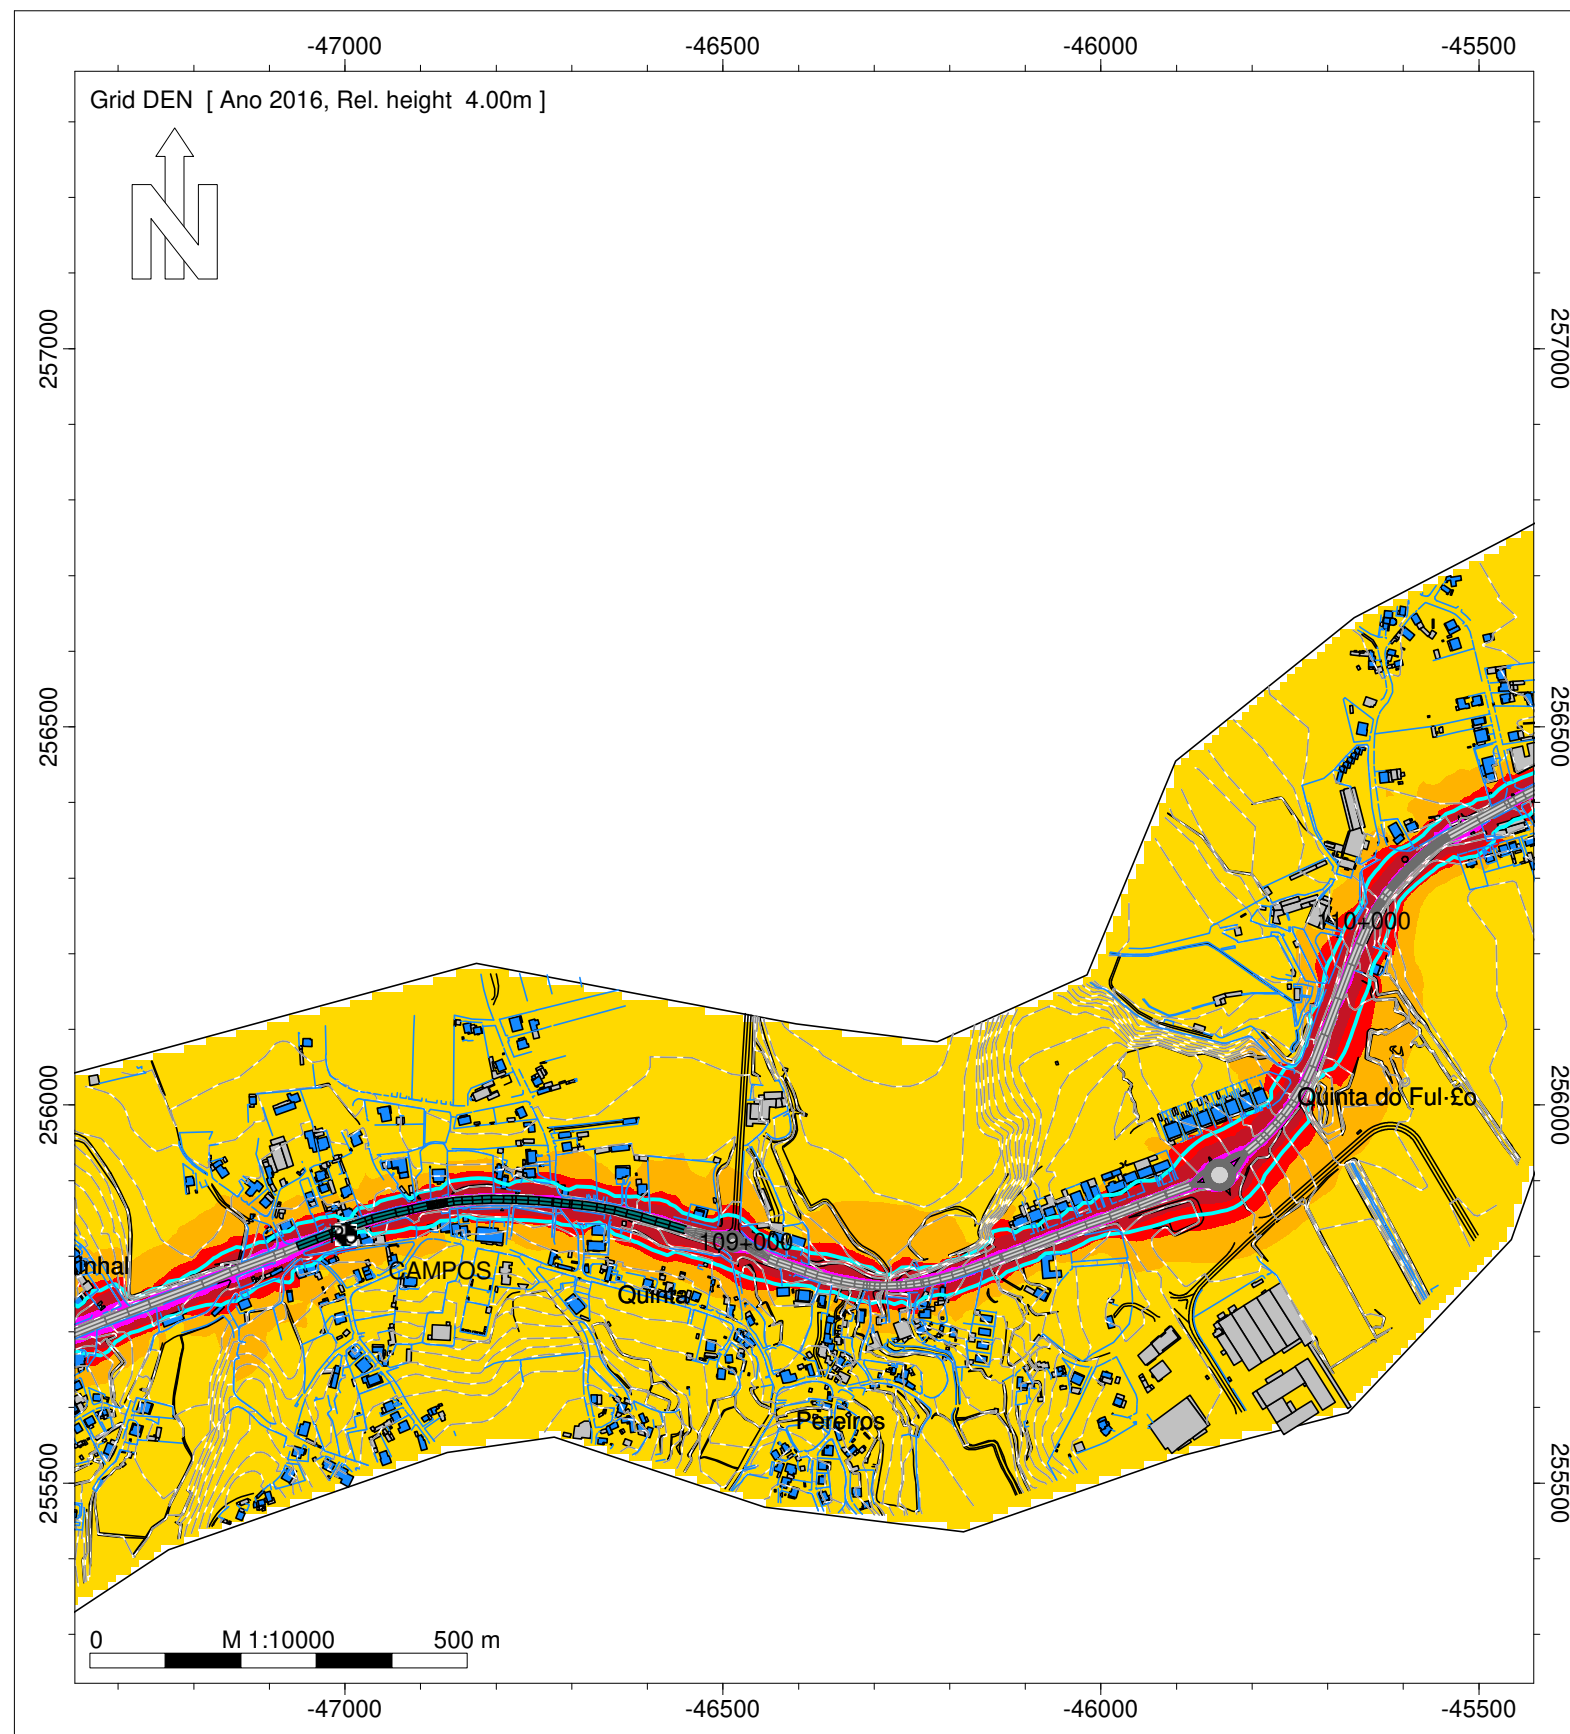 -47000 -46500 -46000 -45500
Grid DEN [ Ano 2016, Rel. height 4.00m ]
N
257000 257000
256500 256500
110+000
256000 256000
Quinta do Ful·£o
109+000
inhal
CAMPOS
Quinta
Pereiros
255500 255500
0 M 1:10000 500 m
-47000 -46500 -46000 -45500